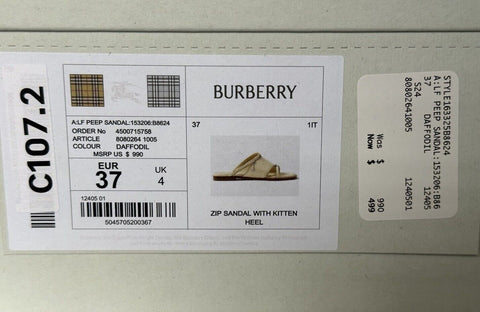 C107.2
BURBERRY
A:LF PEEP SANDAL:153206:B8624
ORDER No 4500715758
ARTICLE 8080264 1005
COLOUR DAFFODIL
MSRP US $ 990
EUR
37
UK
4
12405 01
5045705200367
37
1IT
ZIP SANDAL WITH KITTEN
HEEL
STYLE163325B8624
A:LF PEEP SANDAL:153206:B86
37 DAFFODIL 12405
S24
80802641005 1240501
Was $ 990
Now $ 499